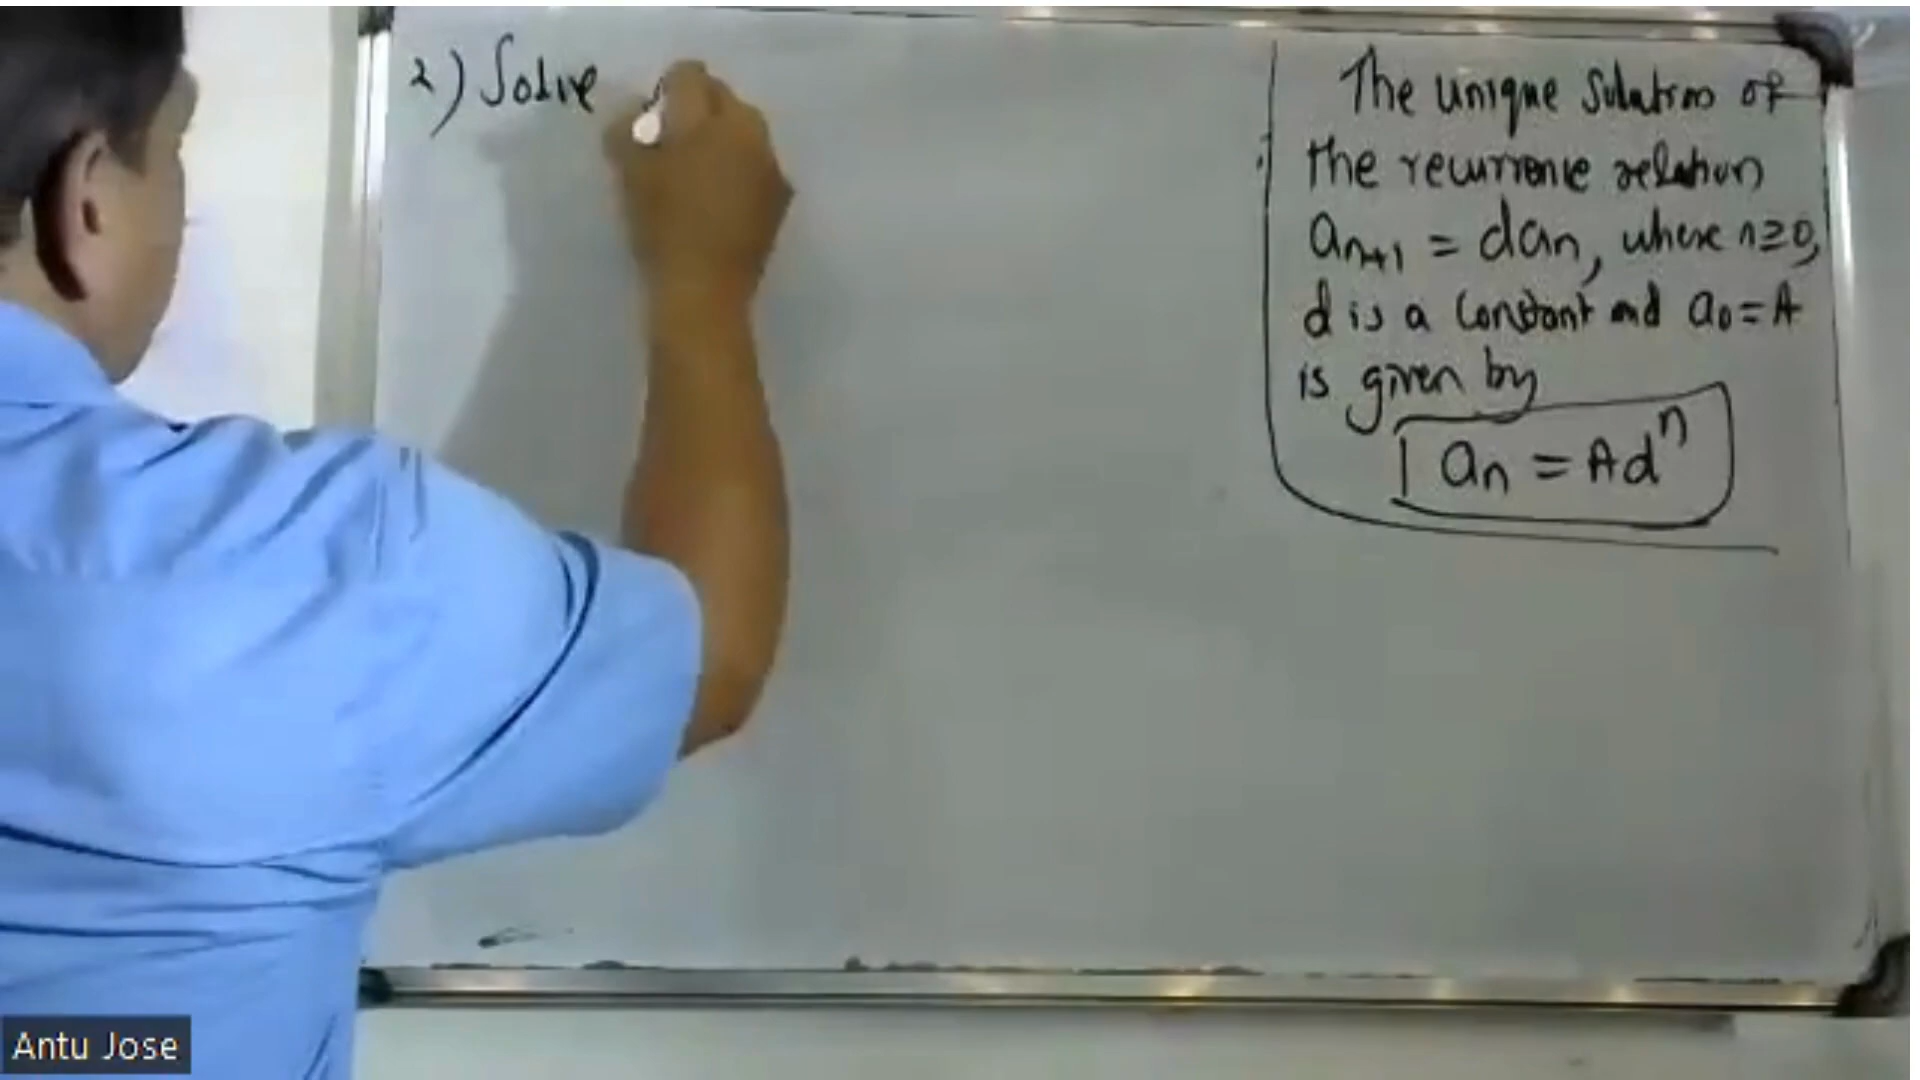 2) Solve
The unique Solution of
the recurrence relation
aₙ₊₁ = daₙ, where n≥0,
d is a constant and a₀=A
is given by
aₙ = Adⁿ
Antu Jose